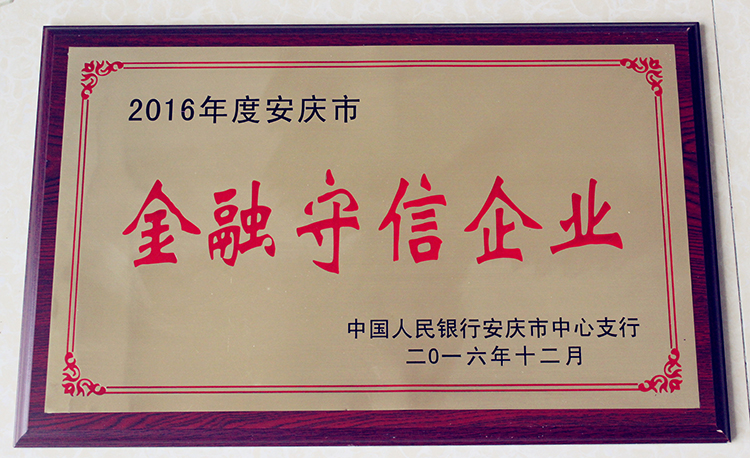 2016年度安庆市
金融守信企业
中国人民银行安庆市中心支行
二0一六年十二月